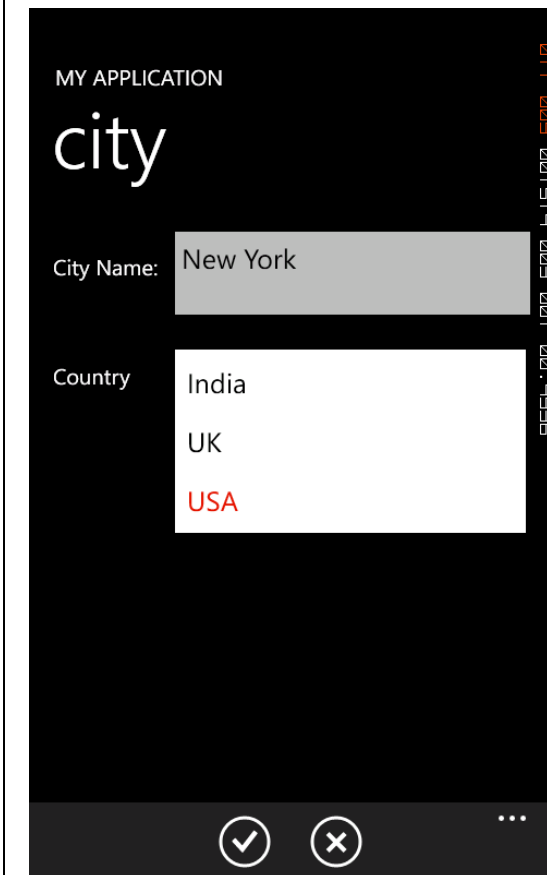 MY APPLICATION
city
City Name: New York
Country
India
UK
USA